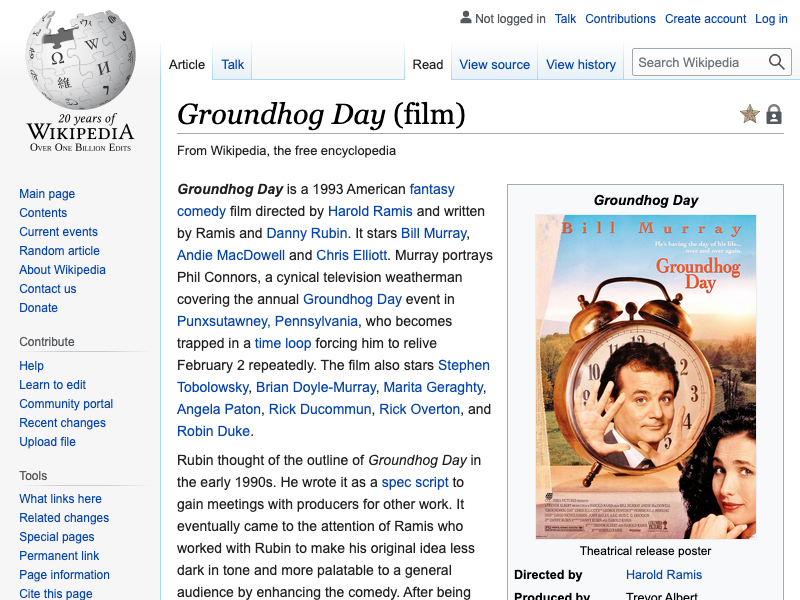 Not logged in Talk Contributions Create account Log in
Article Talk Read View source View history Search Wikipedia
20 years of
WIKIPEDIA
OVER ONE BILLION EDITS
Main page
Contents
Current events
Random article
About Wikipedia
Contact us
Donate
Contribute
Help
Learn to edit
Community portal
Recent changes
Upload file
Tools
What links here
Related changes
Special pages
Permanent link
Page information
Cite this page
Groundhog Day (film)
From Wikipedia, the free encyclopedia
Groundhog Day is a 1993 American fantasy
comedy film directed by Harold Ramis and written
by Ramis and Danny Rubin. It stars Bill Murray,
Andie MacDowell and Chris Elliott. Murray portrays
Phil Connors, a cynical television weatherman
covering the annual Groundhog Day event in
Punxsutawney, Pennsylvania, who becomes
trapped in a time loop forcing him to relive
February 2 repeatedly. The film also stars Stephen
Tobolowsky, Brian Doyle-Murray, Marita Geraghty,
Angela Paton, Rick Ducommun, Rick Overton, and
Robin Duke.
Rubin thought of the outline of Groundhog Day in
the early 1990s. He wrote it as a spec script to
gain meetings with producers for other work. It
eventually came to the attention of Ramis who
worked with Rubin to make his original idea less
dark in tone and more palatable to a general
audience by enhancing the comedy. After being
Groundhog Day
Bill Murray
He's having the day of his life...
over and over again.
Groundhog
Day
10
9
8
7
2
3
4
5
Theatrical release poster
Directed by Harold Ramis
Produced by Trevor Albert